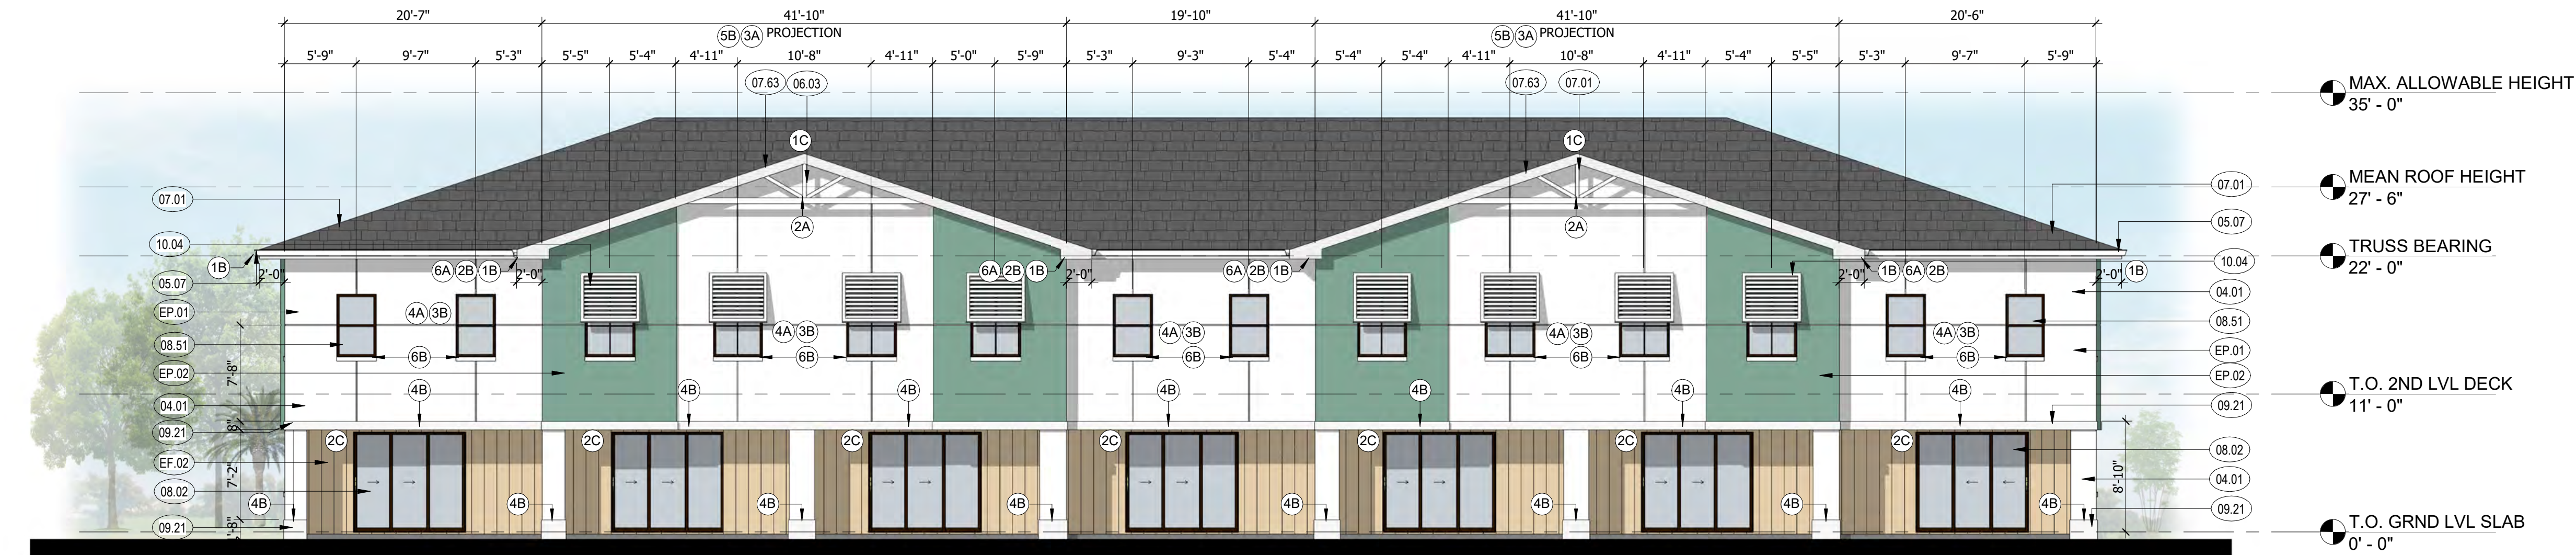 20'-7" 41'-10" 19'-10" 41'-10" 20'-6"
5B 3A PROJECTION 5B 3A PROJECTION
5'-9" 9'-7" 5'-3" 5'-5" 5'-4" 4'-11" 10'-8" 4'-11" 5'-0" 5'-9" 5'-3" 9'-3" 5'-4" 5'-4" 5'-4" 4'-11" 10'-8" 4'-11" 5'-4" 5'-5" 5'-3" 9'-7" 5'-9"
07.63 06.03 07.63 07.01
MAX. ALLOWABLE HEIGHT
35' - 0"
1C 1C
MEAN ROOF HEIGHT
27' - 6"
07.01 07.01
2A 2A 05.07
10.04 TRUSS BEARING
22' - 0"
10.04
1B 2'-0" 6A 2B 1B 2'-0" 6A 2B 1B 2'-0" 6A 2B 1B 2'-0" 1B 6A 2B 2'-0" 1B
05.07 04.01
EP.01 4A 3B 4A 3B 4A 3B 4A 3B 4A 3B 08.51
08.51 6B 6B 6B 6B 6B EP.01
EP.02 7'-8" EP.02
4B 4B 4B 4B 4B 4B 4B
T.O. 2ND LVL DECK
11' - 0"
04.01 09.21
09.21 8"
2C 2C 2C 2C 2C 2C 2C
EF.02 7'-2" 08.02
08.02 8'-10" 04.01
4B 4B 4B 4B 4B 4B 4B 4B
09.21 09.21
T.O. GRND LVL SLAB
0' - 0"